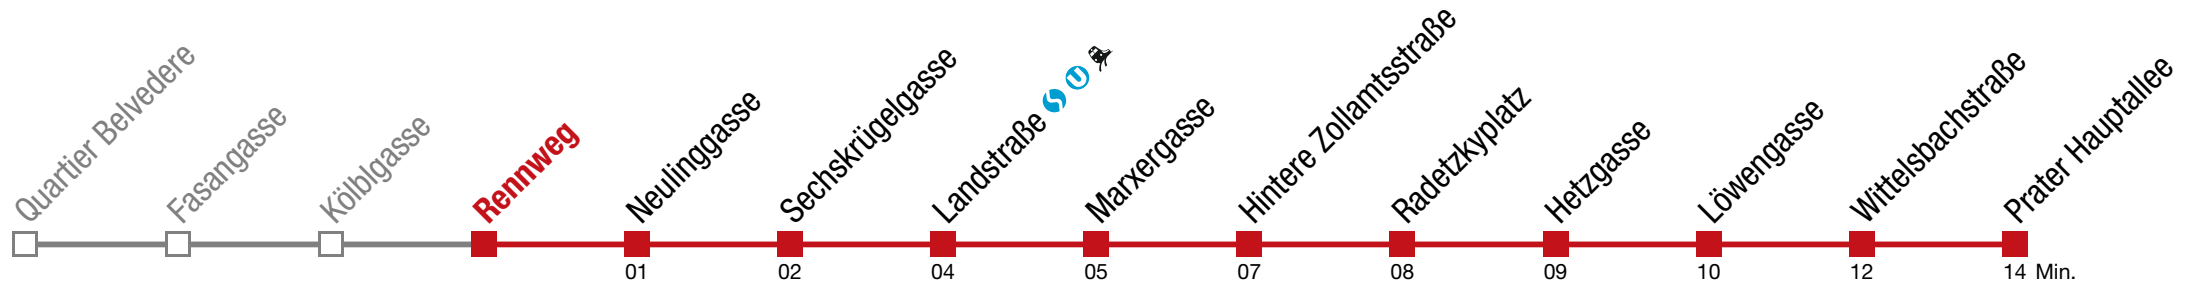 Quartier Belvedere
Fasangasse
Kölblgasse
Rennweg
Neulinggasse
Sechskrügelgasse
Landstraße S U
Marxergasse
Hintere Zollamtsstraße
Radetzkyplatz
Hetzgasse
Löwengasse
Wittelsbachstraße
Prater Hauptallee
01 02 04 05 07 08 09 10 12 14 Min.